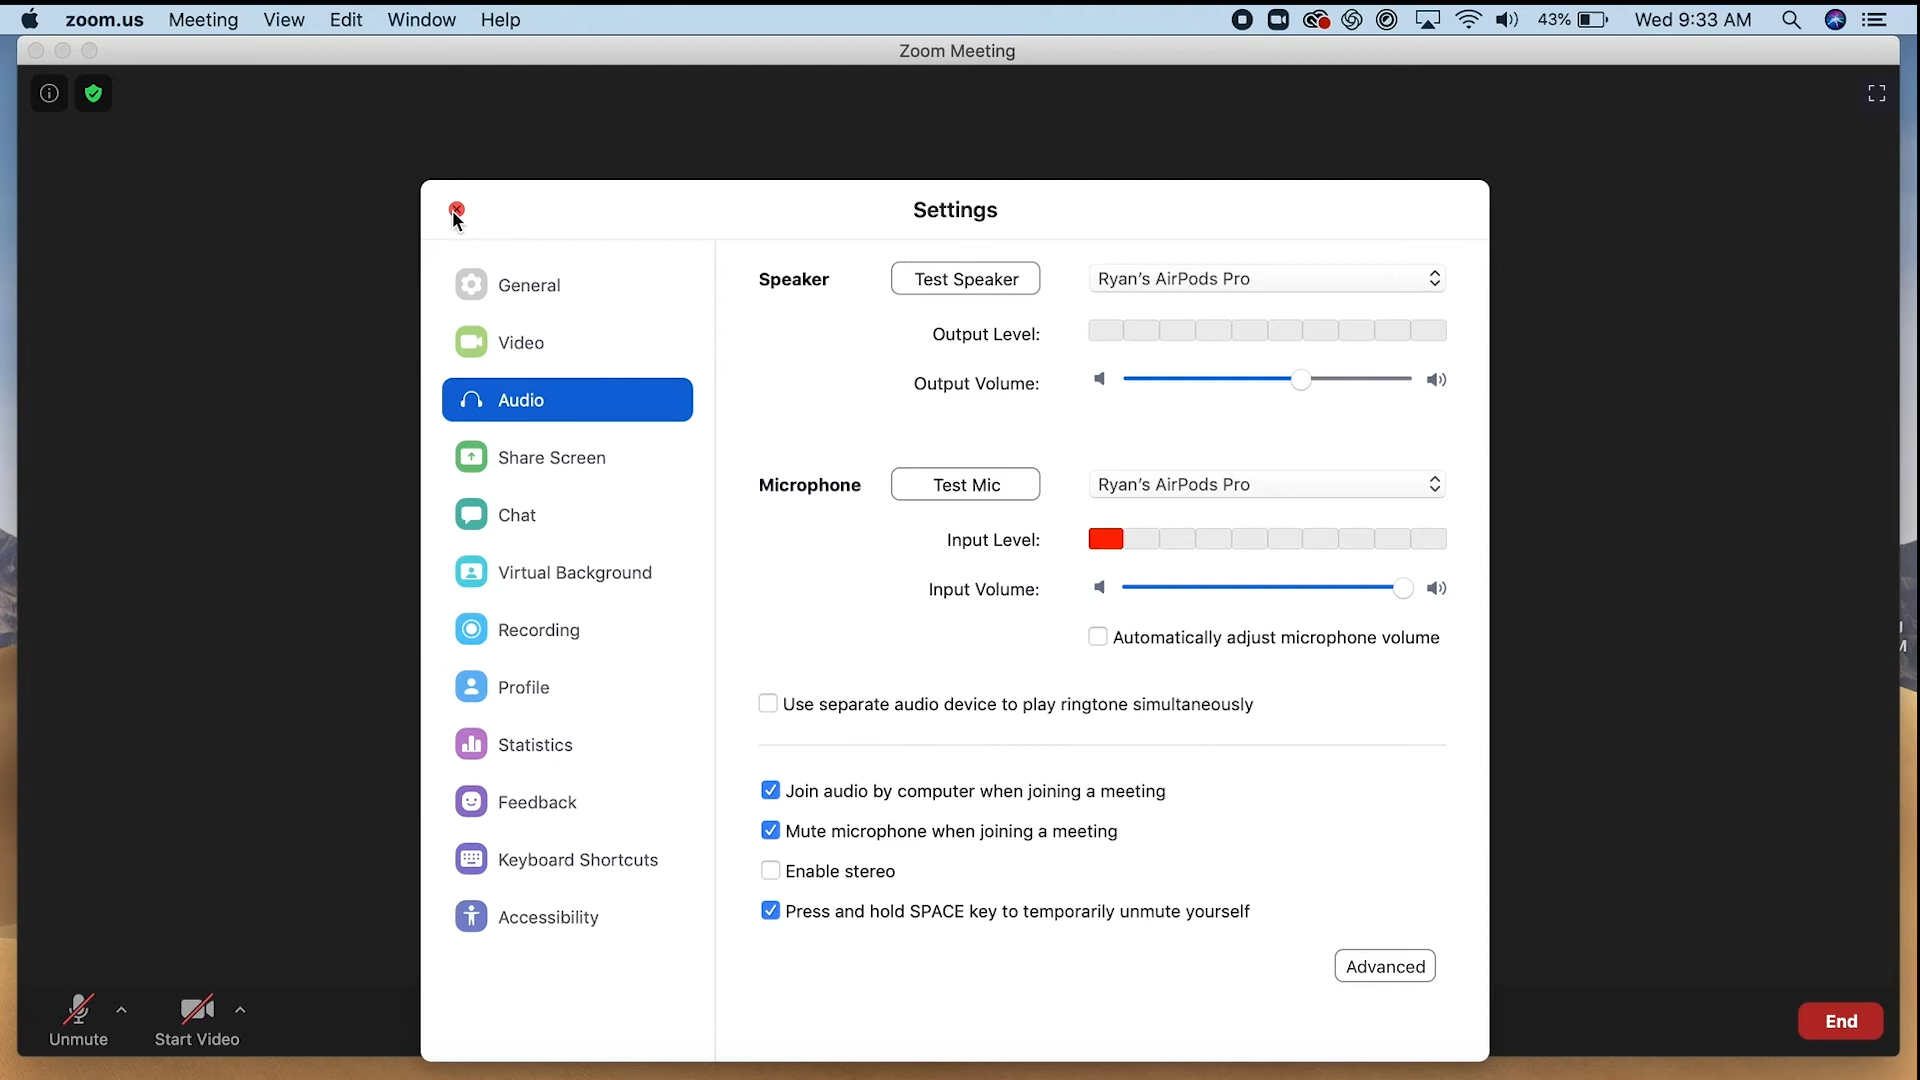 zoom.us Meeting View Edit Window Help 43% Wed 9:33 AM
Zoom Meeting
Settings
General
Video
Audio
Share Screen
Chat
Virtual Background
Recording
Profile
Statistics
Feedback
Keyboard Shortcuts
Accessibility
Speaker Test Speaker Ryan's AirPods Pro
Output Level:
Output Volume:
Microphone Test Mic Ryan's AirPods Pro
Input Level:
Input Volume:
Automatically adjust microphone volume
Use separate audio device to play ringtone simultaneously
Join audio by computer when joining a meeting
Mute microphone when joining a meeting
Enable stereo
Press and hold SPACE key to temporarily unmute yourself
Advanced
Unmute Start Video End